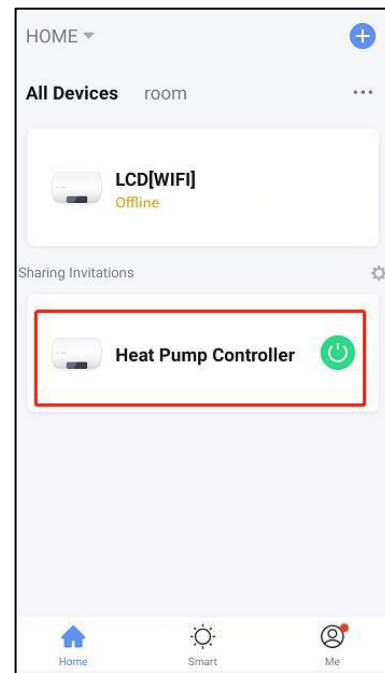 HOME
All Devices room
LCD[WIFI]
Offline
Sharing Invitations
Heat Pump Controller
Home Smart Me